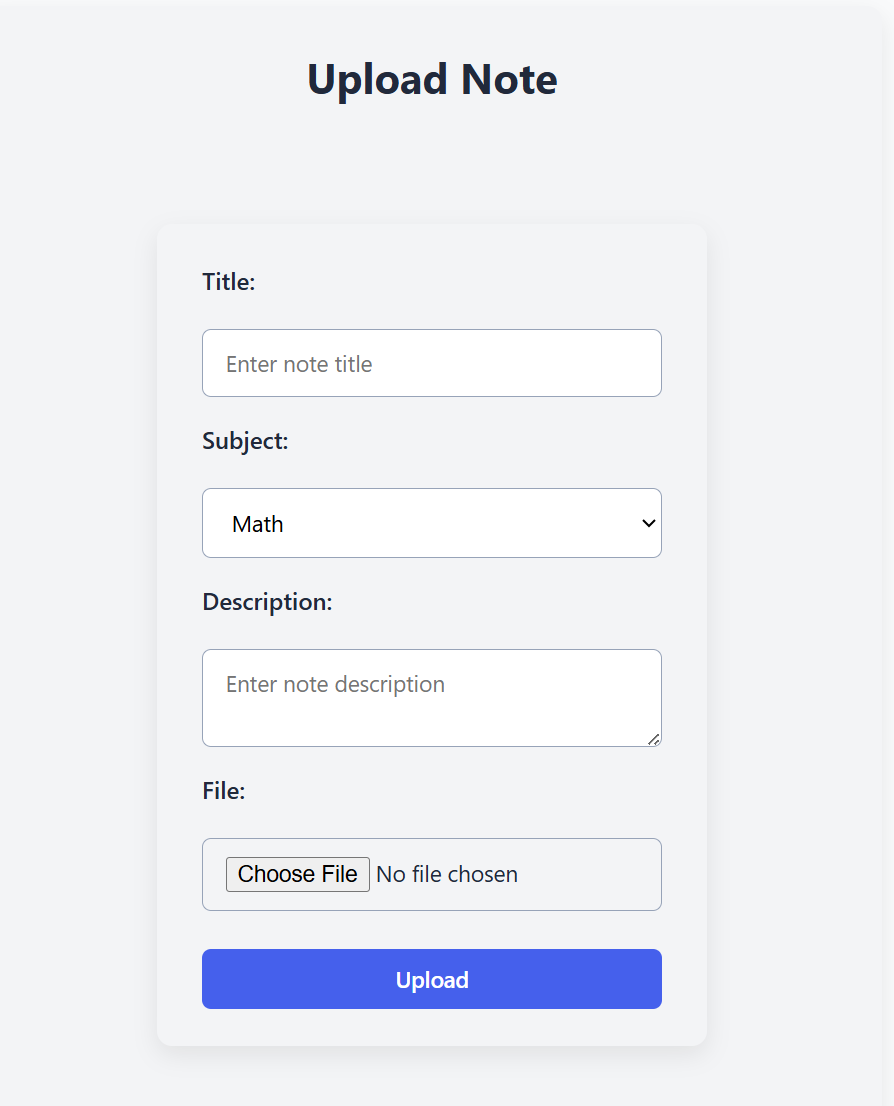 Upload Note
Title:
Enter note title
Subject:
Math
Description:
Enter note description
File:
Choose File No file chosen
Upload